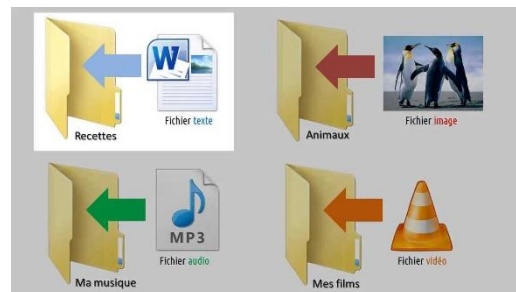 W
Fichier texte
Recettes
Fichier image
Animaux
MP3
Fichier audio
Ma musique
Fichier vidéo
Mes films